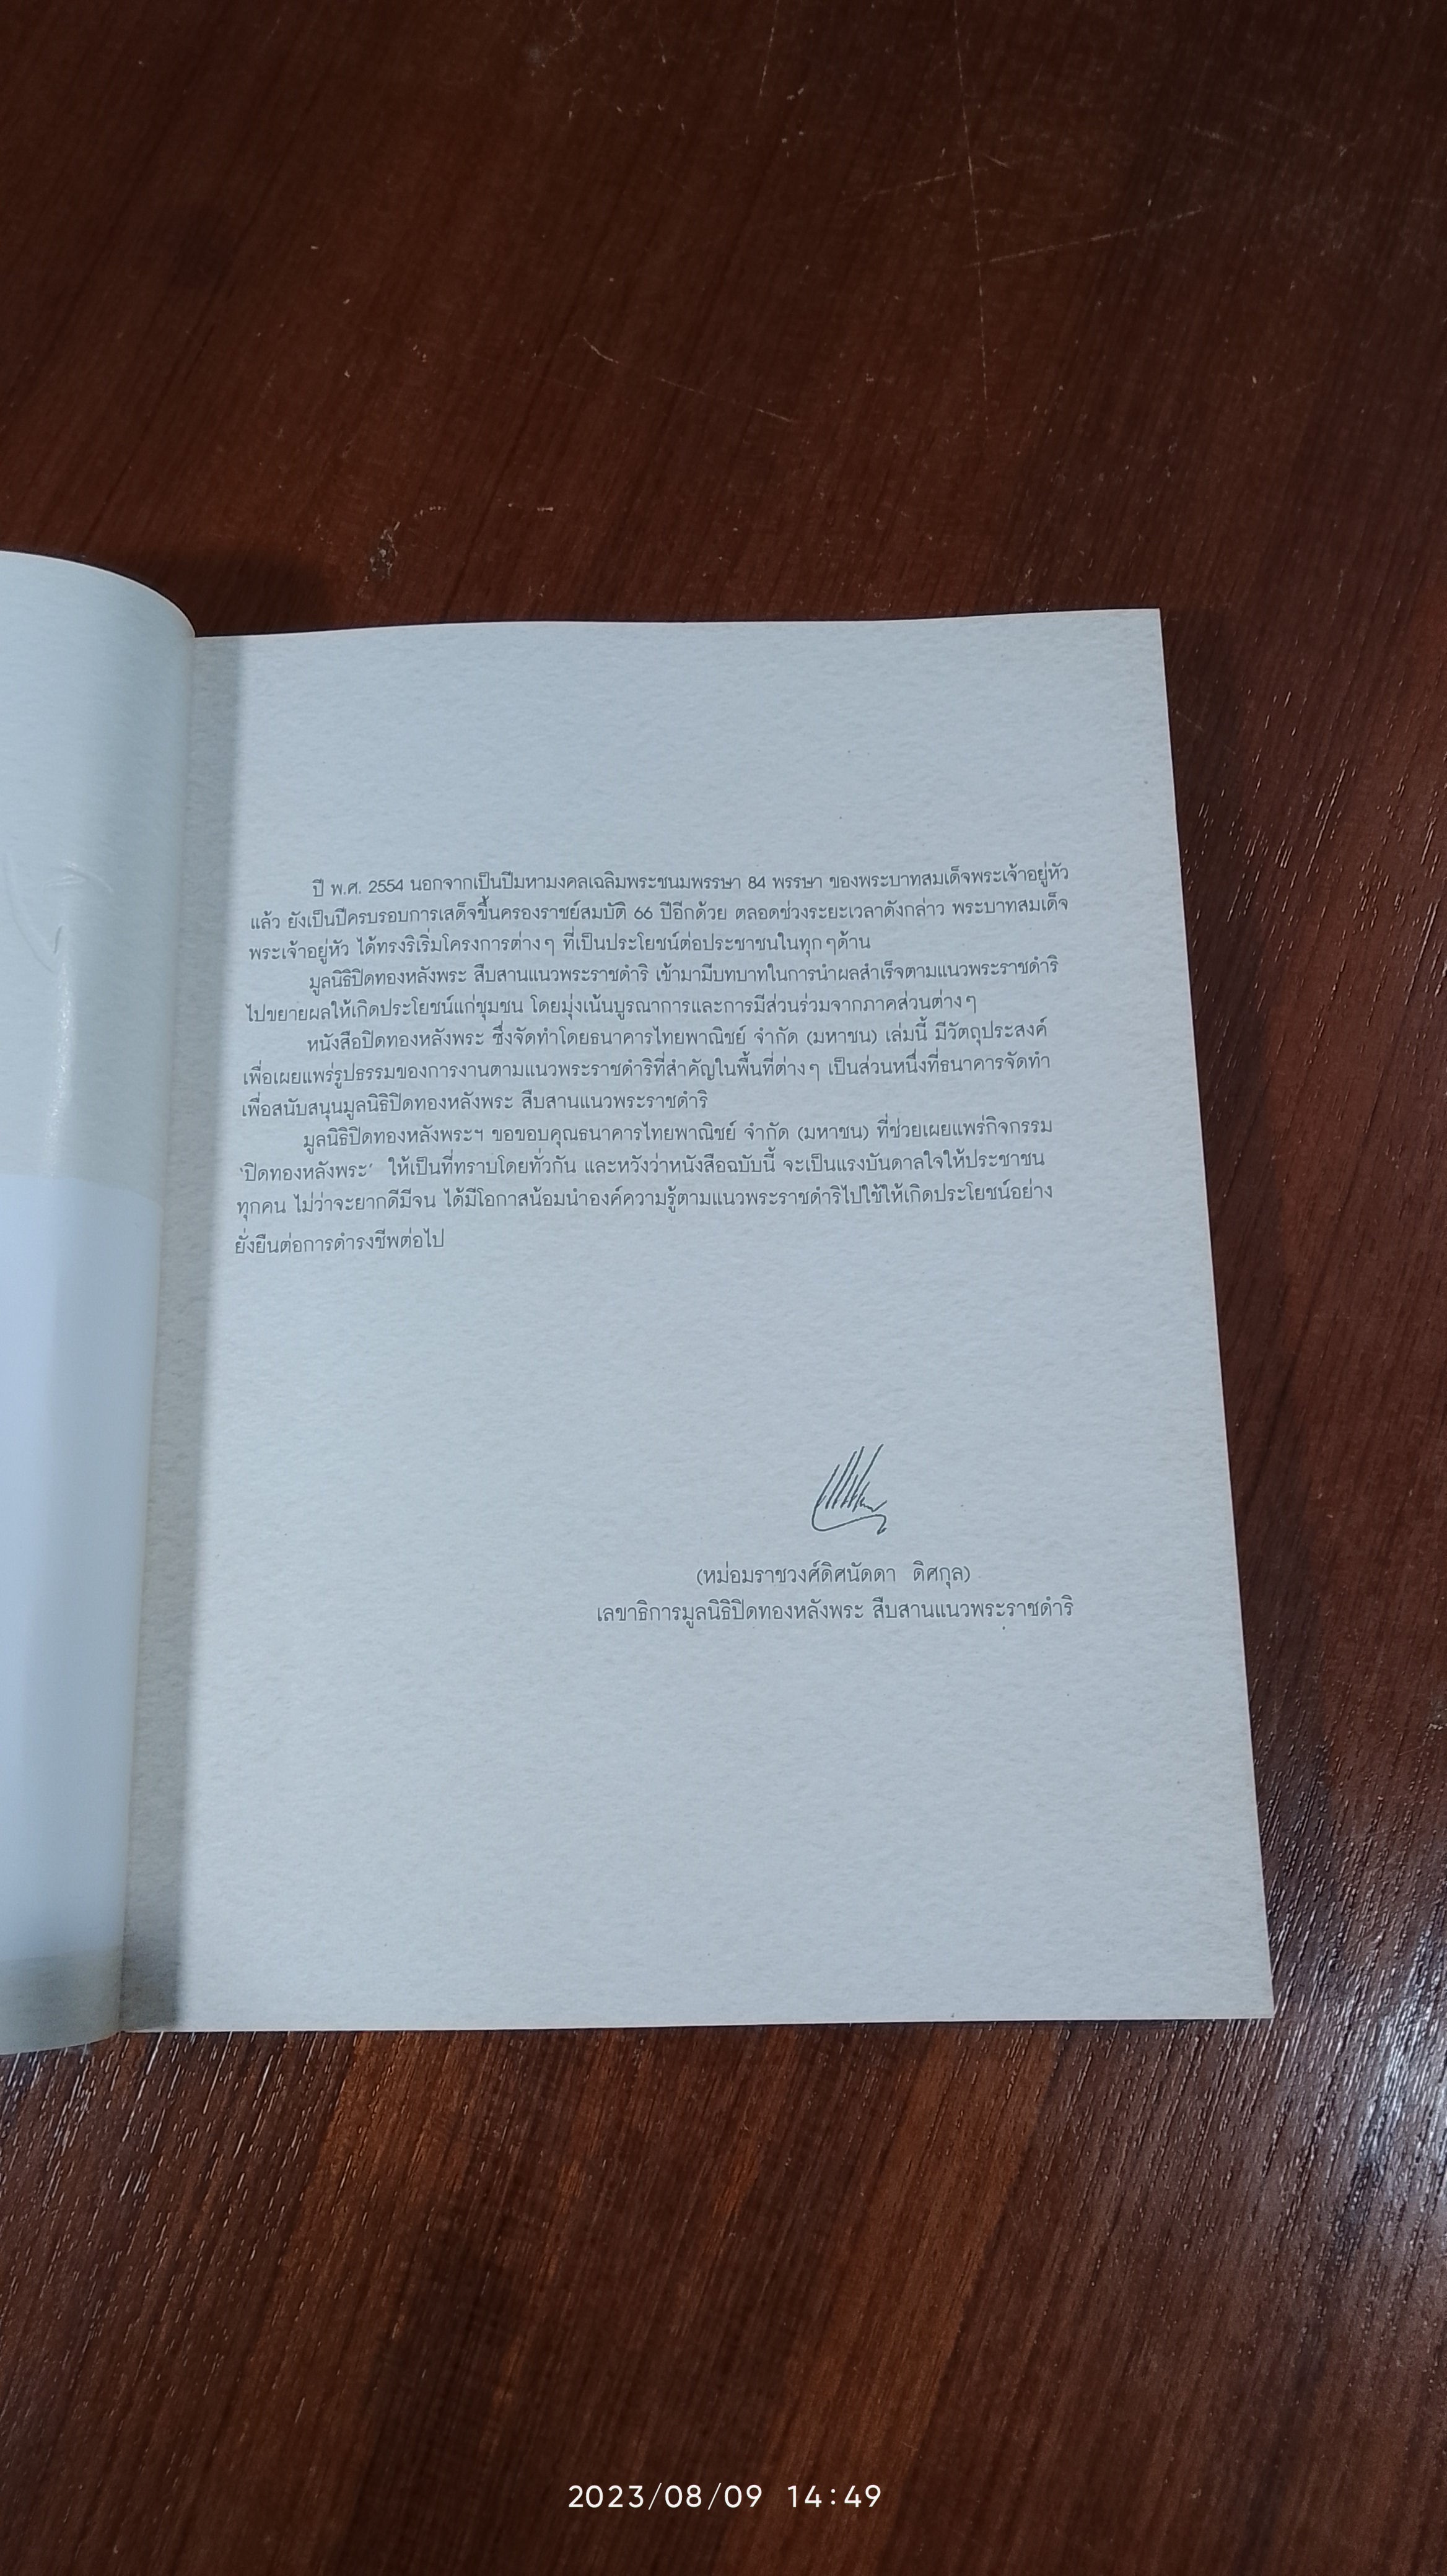 ปี พ.ศ. 2554 นอกจากเป็นปีมหามงคลเฉลิมพระชนมพรรษา 84 พรรษา ของพระบาทสมเด็จพระเจ้าอยู่หัว
แล้ว ยังเป็นปีครบรอบการเสด็จขึ้นครองราชย์สมบัติ 66 ปีอีกด้วย ตลอดช่วงระยะเวลาดังกล่าว พระบาทสมเด็จ
พระเจ้าอยู่หัว ได้ทรงริเริ่มโครงการต่างๆ ที่เป็นประโยชน์ต่อประชาชนในทุกๆด้าน
มูลนิธิปิดทองหลังพระ สืบสานแนวพระราชดำริ เข้ามามีบทบาทในการนำผลสำเร็จตามแนวพระราชดำริ
ไปขยายผลให้เกิดประโยชน์แก่ชุมชน โดยมุ่งเน้นบูรณาการและการมีส่วนร่วมจากภาคส่วนต่างๆ
หนังสือปิดทองหลังพระ ซึ่งจัดทำโดยธนาคารไทยพาณิชย์ จำกัด (มหาชน) เล่มนี้ มีวัตถุประสงค์
เพื่อเผยแพร่รูปธรรมของการงานตามแนวพระราชดำริที่สำคัญในพื้นที่ต่างๆ เป็นส่วนหนึ่งที่ธนาคารจัดทำ
เพื่อสนับสนุนมูลนิธิปิดทองหลังพระ สืบสานแนวพระราชดำริ
มูลนิธิปิดทองหลังพระฯ ขอขอบคุณธนาคารไทยพาณิชย์ จำกัด (มหาชน) ที่ช่วยเผยแพร่กิจกรรม
‘ปิดทองหลังพระ’ ให้เป็นที่ทราบโดยทั่วกัน และหวังว่าหนังสือฉบับนี้ จะเป็นแรงบันดาลใจให้ประชาชน
ทุกคน ไม่ว่าจะยากดีมีจน ได้มีโอกาสน้อมนำองค์ความรู้ตามแนวพระราชดำริไปใช้ให้เกิดประโยชน์อย่าง
ยั่งยืนต่อการดำรงชีพต่อไป
(หม่อมราชวงศ์ดิศนัดดา ดิศกุล)
เลขาธิการมูลนิธิปิดทองหลังพระ สืบสานแนวพระราชดำริ
2023/08/09 14:49